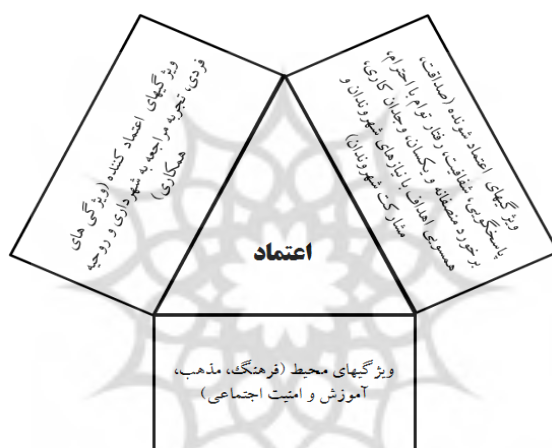 ویژگیهای اعتماد شونده (صداقت،
پاسخگویی، شفافیت، رفتار توام با احترام،
برخورد منصفانه و یکسان، وجدان کاری،
همسویی اهداف با نیازهای شهروندان و
مشارکت شهروندان)
ویژگیهای اعتماد کننده (ویژگی های
فردی، تجربه مراجعه به شهرداری و روحیه
همکاری)
اعتماد
ویژگیهای محیط (فرهنگ، مذهب،
آموزش و امنیت اجتماعی)